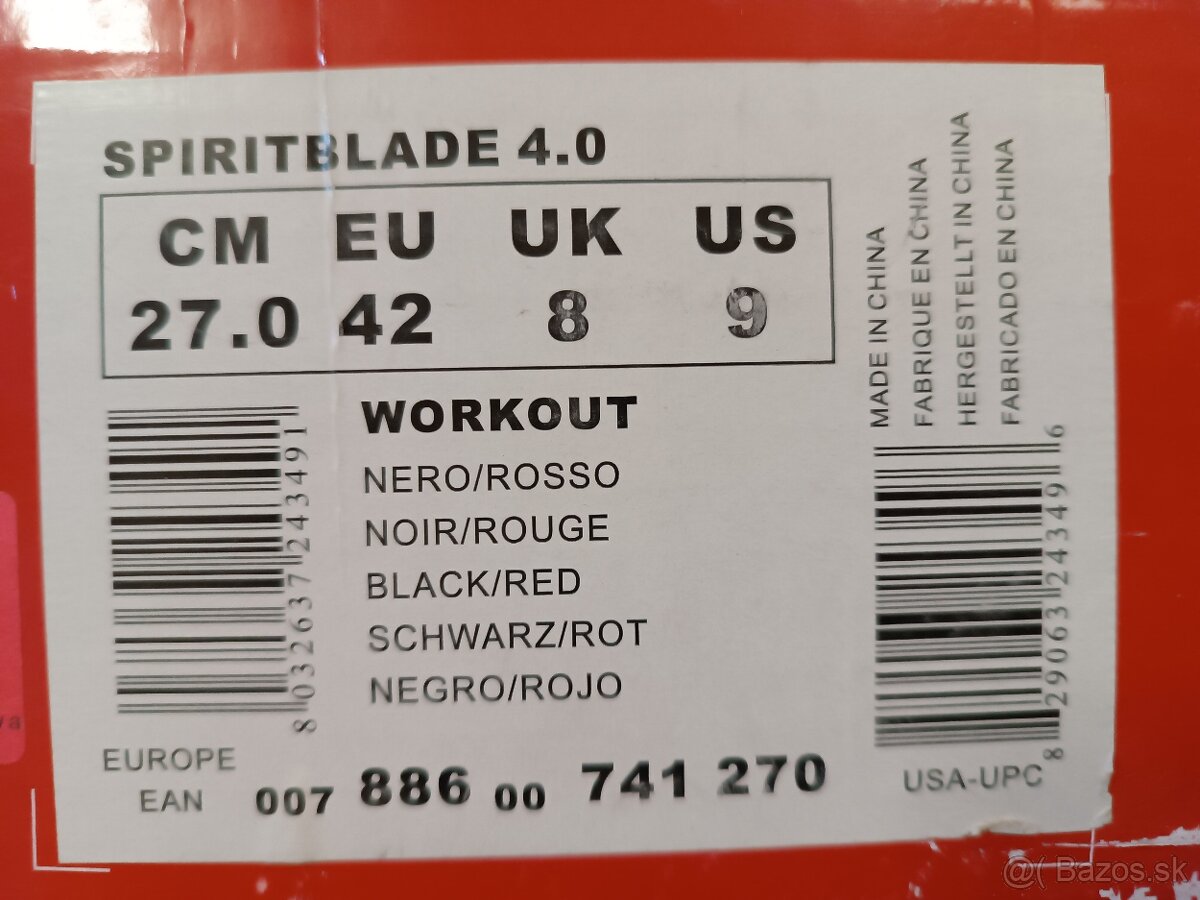 SPIRITBLADE 4.0
CM EU UK US
27.0 42 8 9
WORKOUT
NERO/ROSSO
NOIR/ROUGE
BLACK/RED
SCHWARZ/ROT
NEGRO/ROJO
8 032637 243491
EUROPE
EAN
007 886 00 741 270
MADE IN CHINA
FABRIQUE EN CHINA
HERGESTELLT IN CHINA
FABRICADO EN CHINA
8 29063 24349 6
USA-UPC
@( Bazos.sk